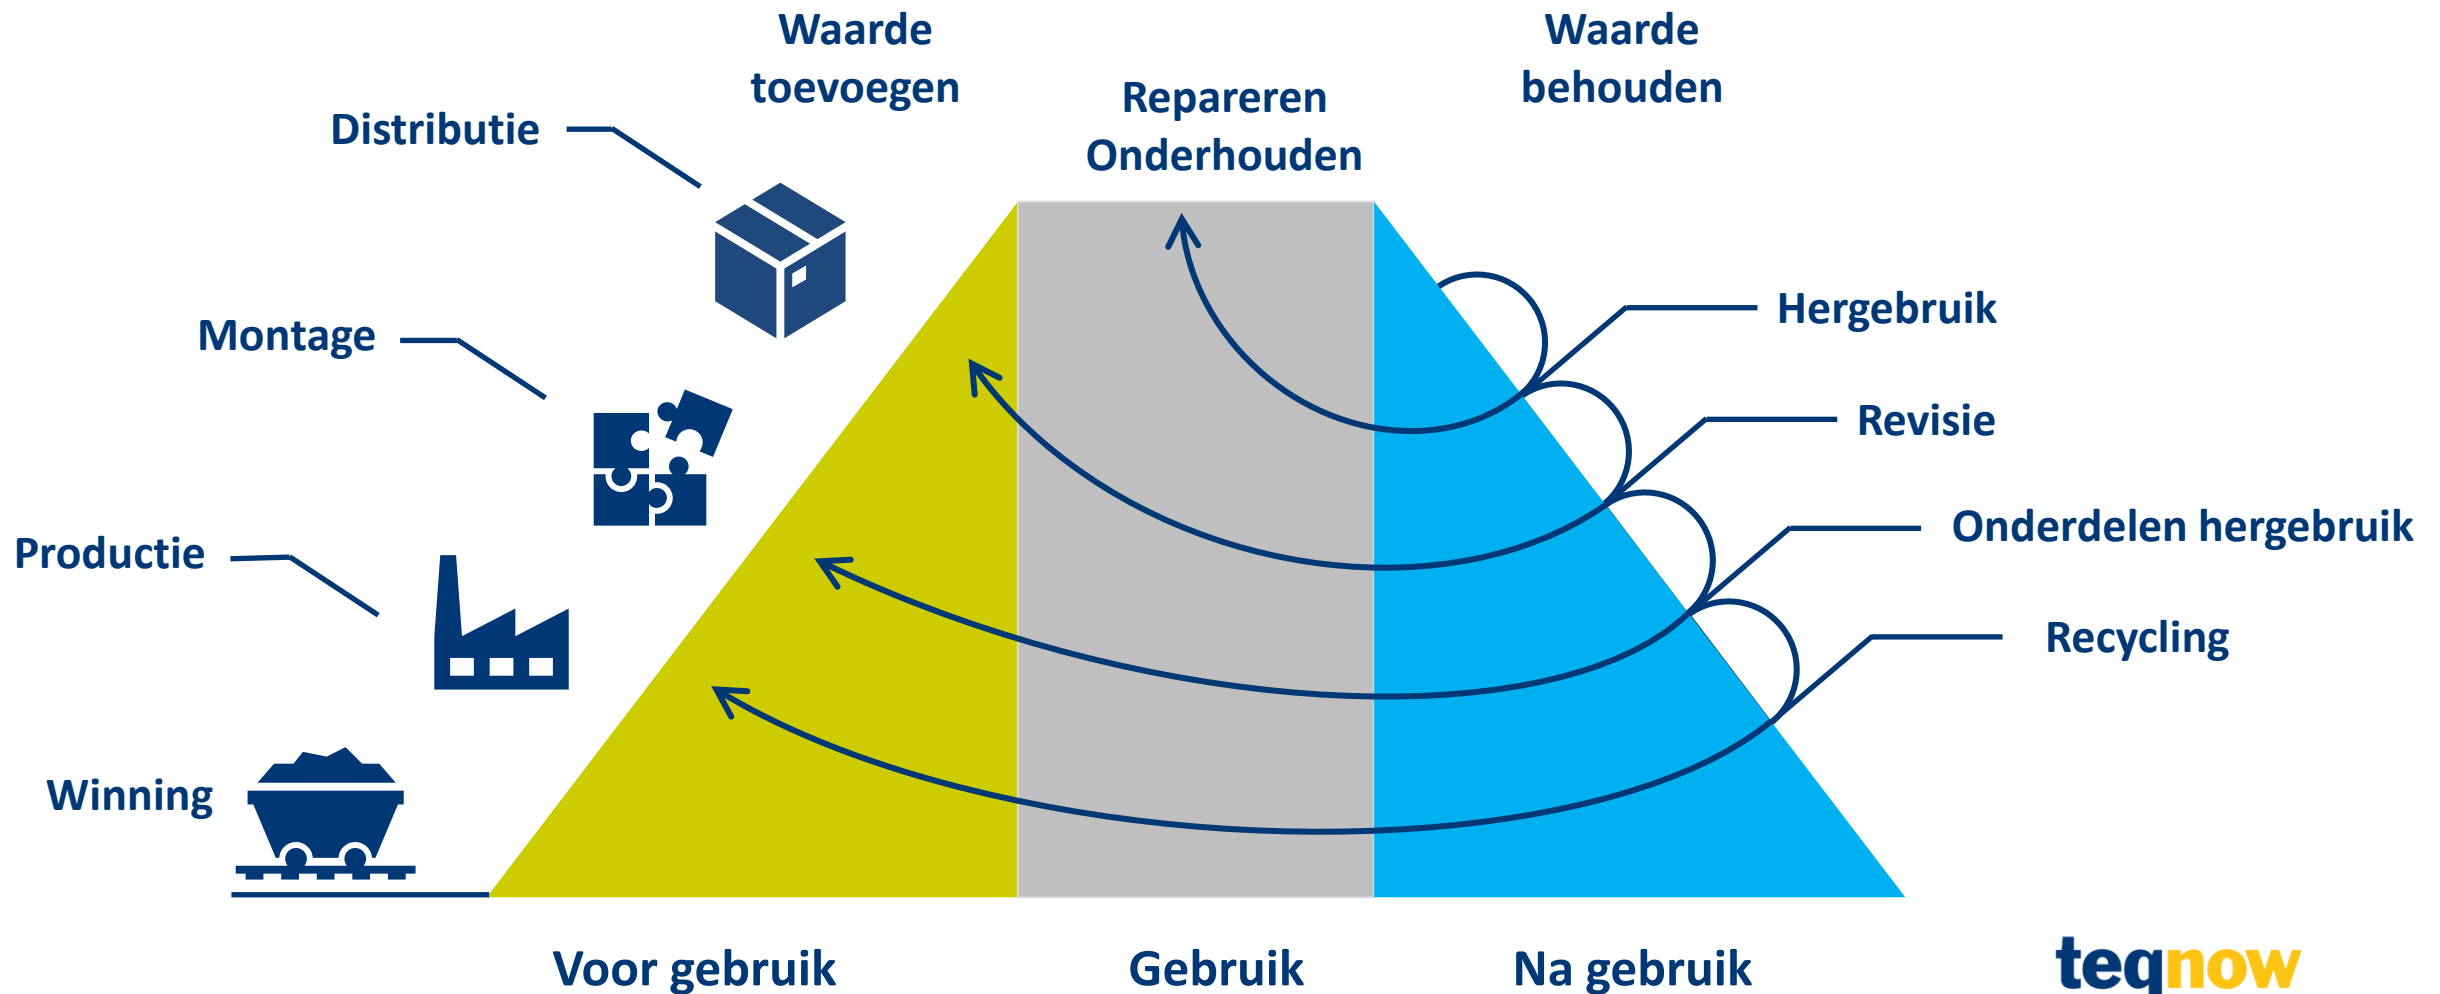 Waarde
toevoegen
Waarde
behouden
Repareren
Onderhouden
Distributie
Montage
Productie
Winning
Hergebruik
Revisie
Onderdelen hergebruik
Recycling
Voor gebruik
Gebruik
Na gebruik
teqnow